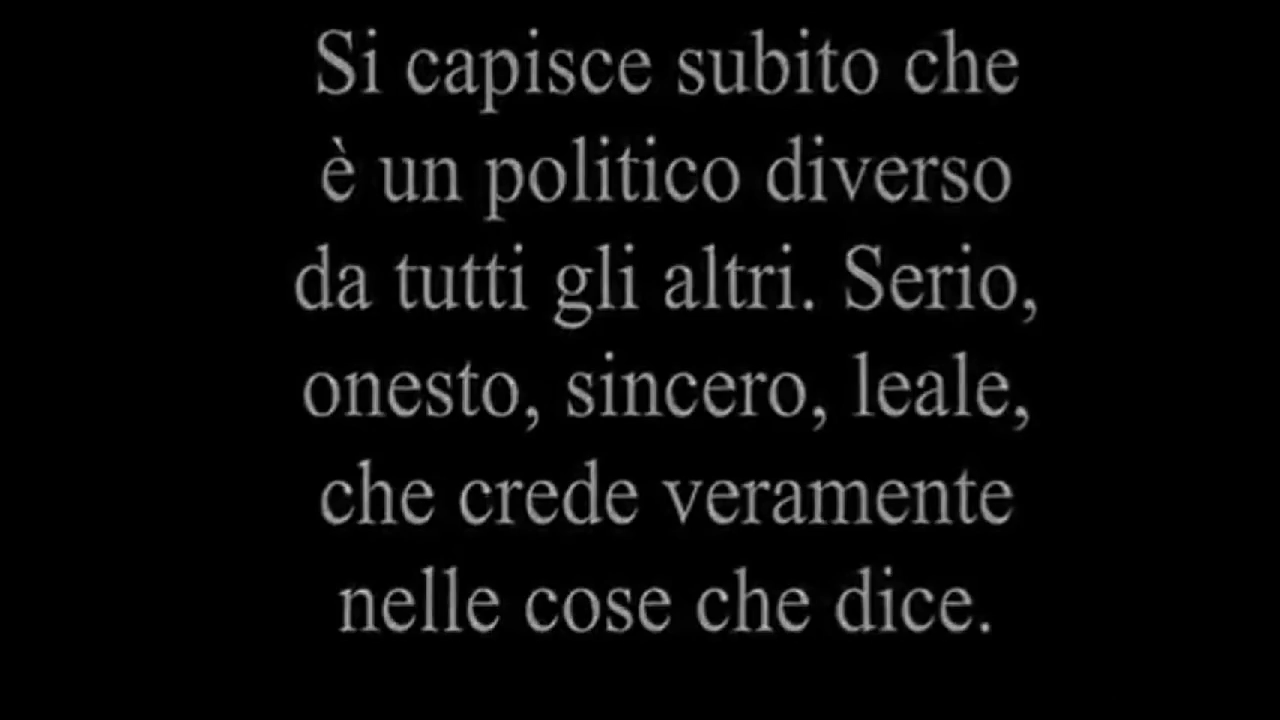 Si capisce subito che
è un politico diverso
da tutti gli altri. Serio,
onesto, sincero, leale,
che crede veramente
nelle cose che dice.